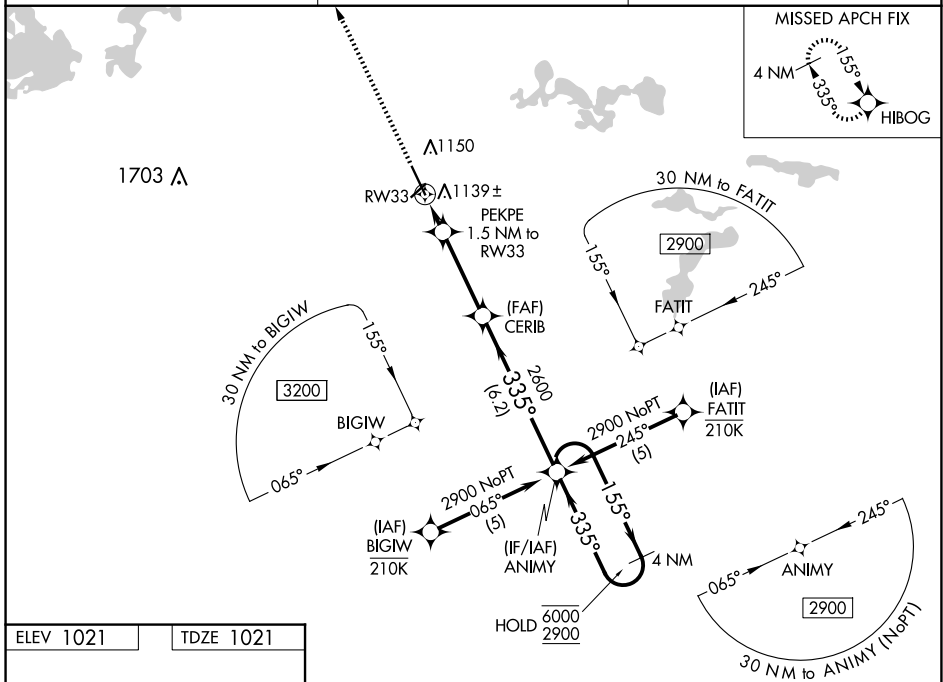 MISSED APCH FIX
4 NM
155°
335°
HIBOG
1150
1703
RW33
1139±
PEKPE
1.5 NM to
RW33
30 NM to FATIT
2900
155°
245°
FATIT
(FAF)
CERIB
30 NM to BIGIW
155°
3200
BIGIW
065°
2600
335°
(6.2)
(IAF)
FATIT
210K
2900 NoPT
245°
(5)
2900 NoPT
065°
(5)
(IAF)
BIGIW
210K
(IF/IAF)
ANIMY
335°
155°
4 NM
HOLD 6000
2900
245°
065°
ANIMY
2900
30 NM to ANIMY (NoPT)
ELEV 1021
TDZE 1021